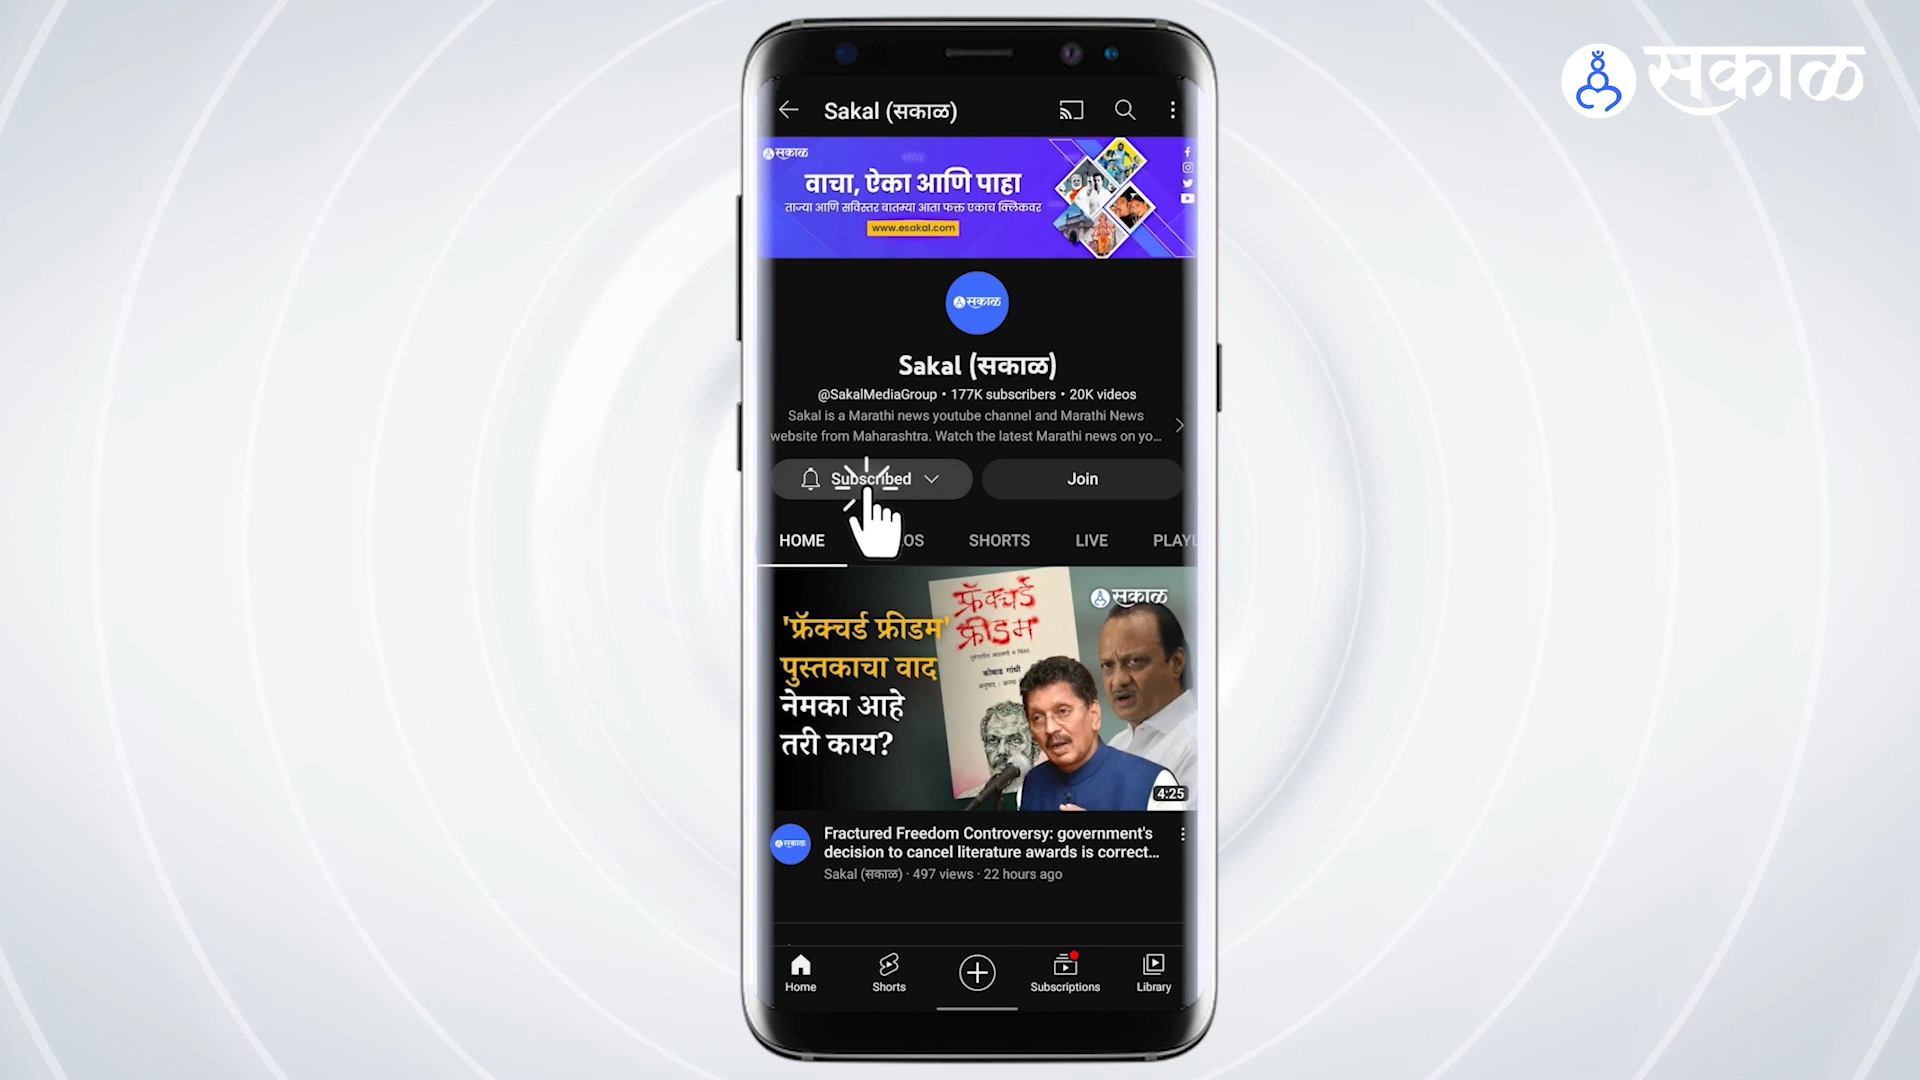 सकाळ
Sakal (सकाळ)
सकाळ
वाचा, ऐका आणि पाहा
ताज्या आणि सविस्तर बातम्या आता फक्त एकाच क्लिकवर
www.esakal.com
सकाळ
Sakal (सकाळ)
@SakalMediaGroup • 177K subscribers • 20K videos
Sakal is a Marathi news youtube channel and Marathi News
website from Maharashtra. Watch the latest Marathi news on yo...
Subscribed
Join
HOME
SHORTS
LIVE
सकाळ
'फ्रॅक्चर्ड फ्रीडम'
पुस्तकाचा वाद
नेमका आहे
तरी काय?
फ्रॅक्चर्ड
फ्रीडम
कोबाड गांधी
4:25
सकाळ
Fractured Freedom Controversy: government's
decision to cancel literature awards is correct...
Sakal (सकाळ) · 497 views · 22 hours ago
Home
Shorts
Subscriptions
Library